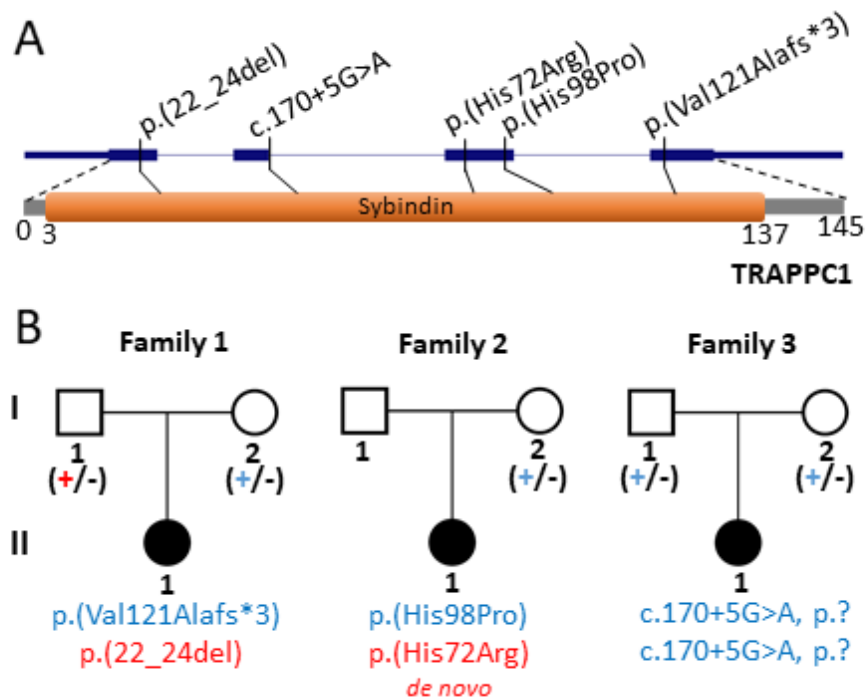 A
p.(22_24del)
c.170+5G>A
p.(His72Arg)
p.(His98Pro)
p.(Val121Alafs*3)
Sybindin
0 3 137 145
TRAPPC1
B
Family 1 Family 2 Family 3
I
1 2 1 2 1 2
(+/-) (+/-) (+/-) (+/-) (+/-)
II
1 1 1
p.(Val121Alafs*3) p.(His98Pro) c.170+5G>A, p.?
p.(22_24del) p.(His72Arg) c.170+5G>A, p.?
de novo